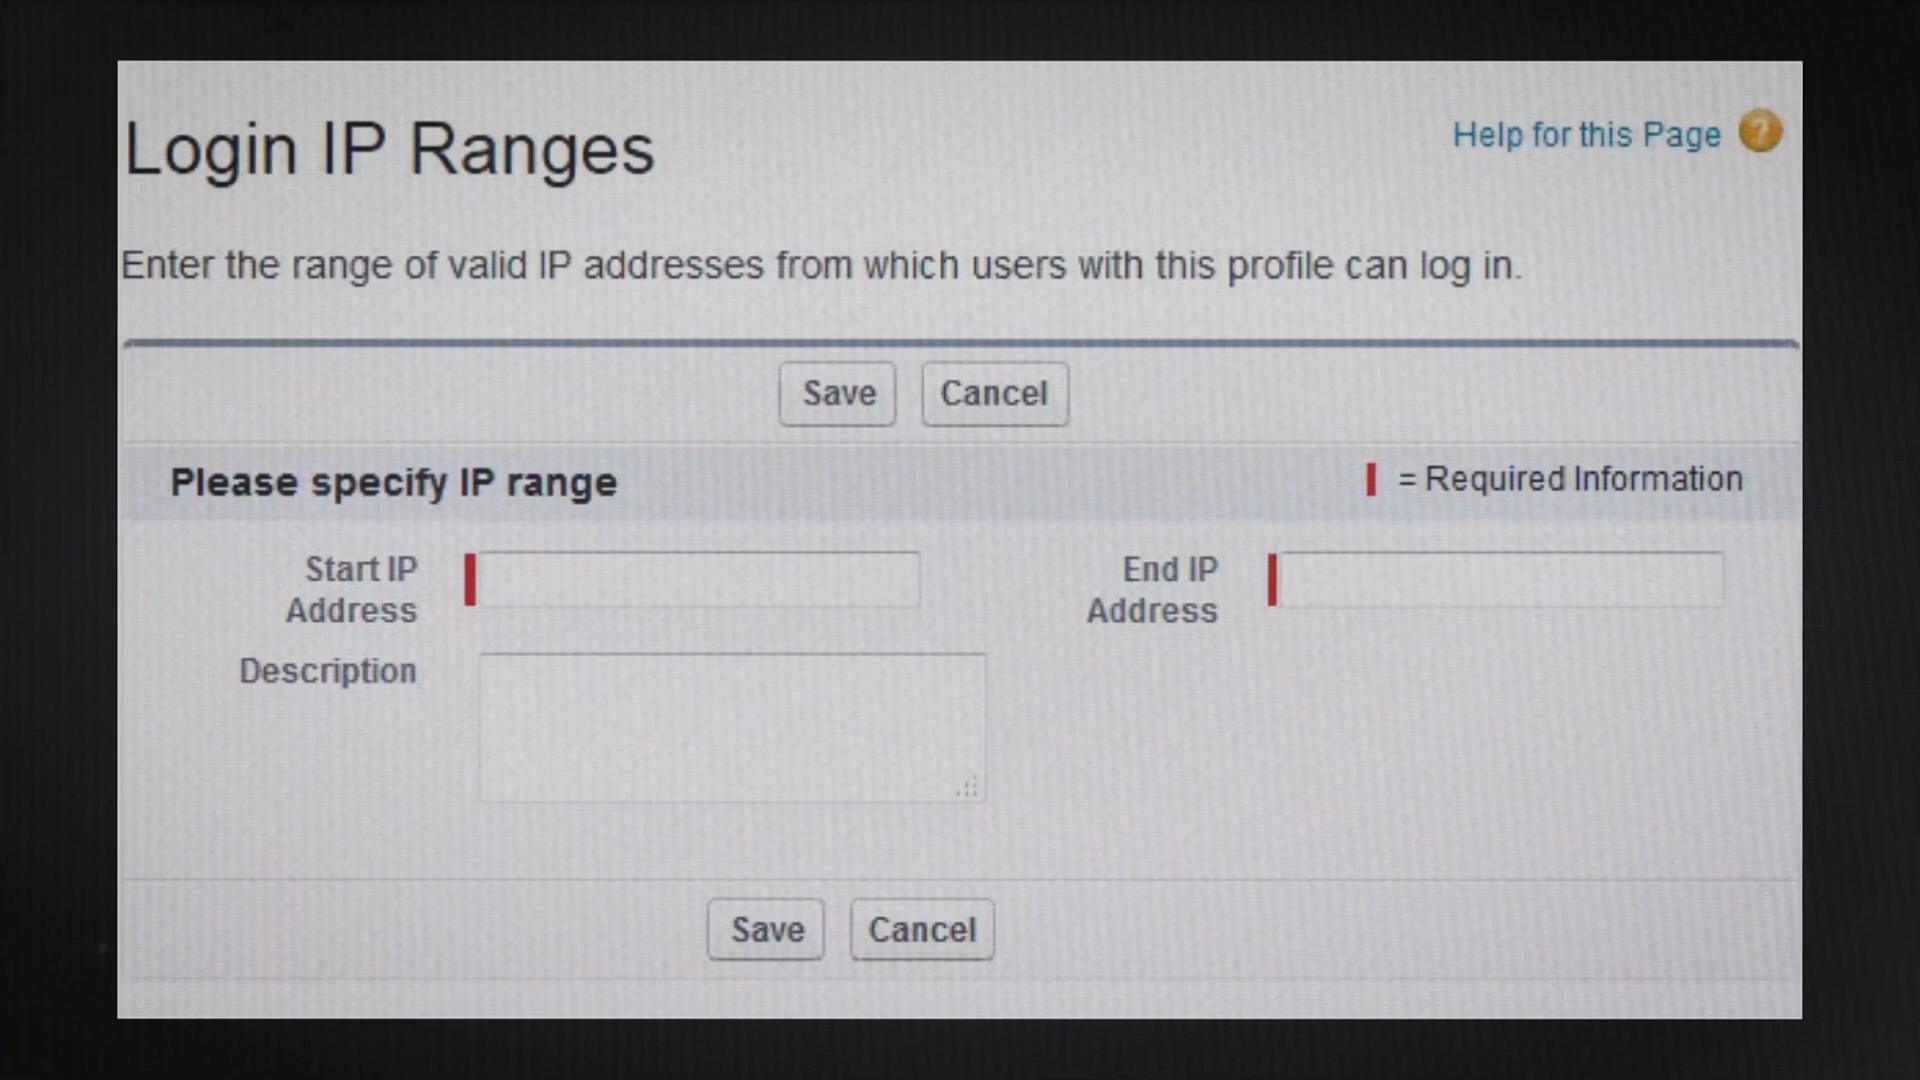 Login IP Ranges
Help for this Page ?
Enter the range of valid IP addresses from which users with this profile can log in.
Save Cancel
Please specify IP range
= Required Information
Start IP Address
End IP Address
Description
Save Cancel